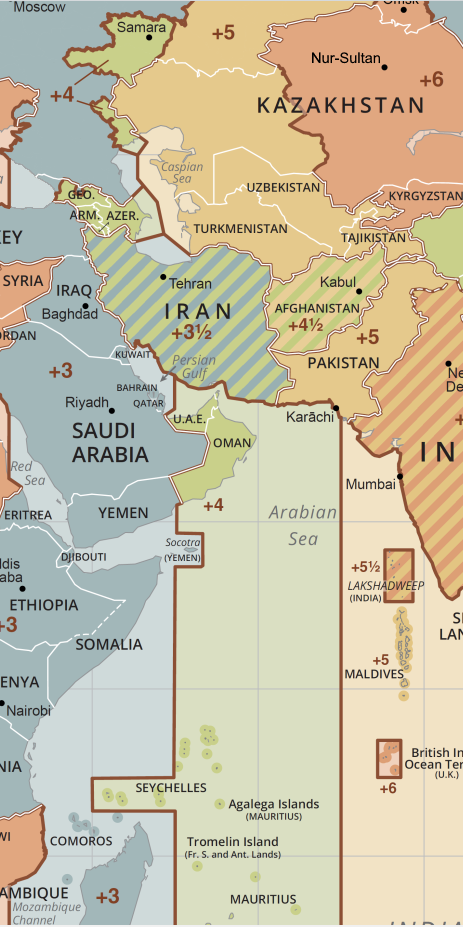 Moscow
Omsk
Samara
+5
Nur-Sultan
+6
+4
KAZAKHSTAN
Caspian
Sea
UZBEKISTAN
KYRGYZSTAN
GEO.
ARM.
AZER.
TURKMENISTAN
TAJIKISTAN
KEY
SYRIA
IRAQ
Tehran
Kabul
IRAN
AFGHANISTAN
Baghdad
+3½
+4½
+5
ORDAN
KUWAIT
Persian
Gulf
PAKISTAN
Ne
De
+3
BAHRAIN
QATAR
Riyadh
U.A.E.
Karāchi
SAUDI
ARABIA
OMAN
IN
Red
Sea
Mumbai
YEMEN
+4
Arabian
Sea
ERITREA
Socotra
(YEMEN)
DJIBOUTI
ddis
aba
+5½
LAKSHADWEEP
(INDIA)
ETHIOPIA
+3
SOMALIA
S
LAN
+5
MALDIVES
ENYA
Nairobi
British In
Ocean Ter
(U.K.)
NIA
+6
SEYCHELLES
Agalega Islands
(MAURITIUS)
WI
COMOROS
Tromelin Island
(Fr. S. and Ant. Lands)
AMBIQUE
+3
MAURITIUS
Mozambique
Channel
INDIA